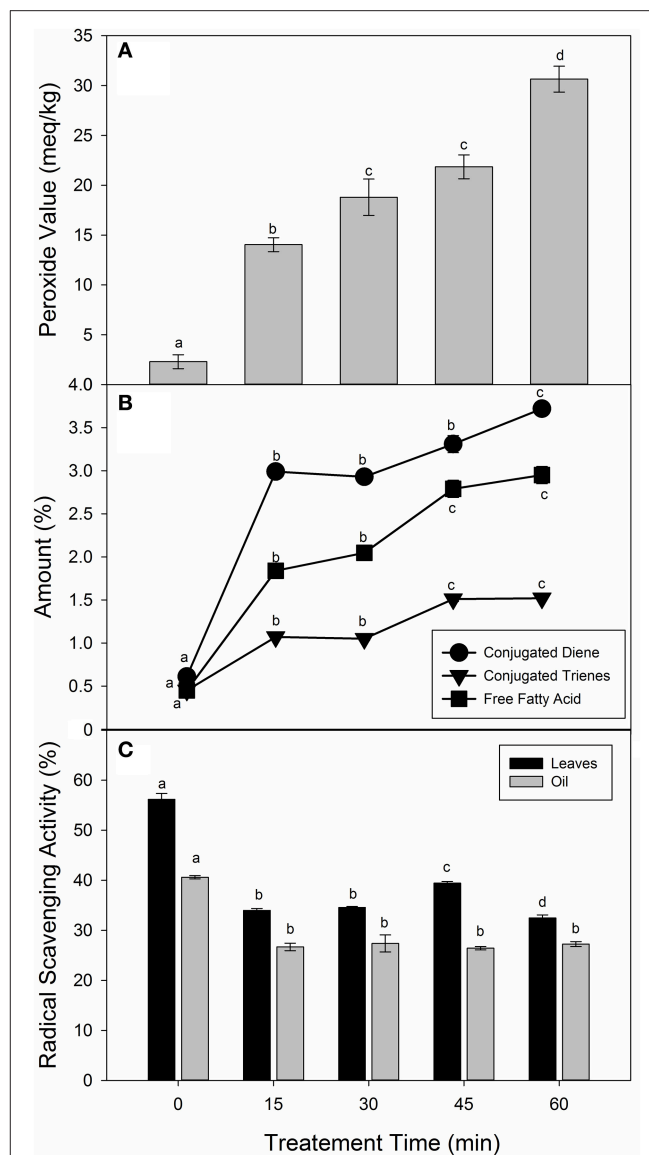 A
35
30
25
20
15
10
5
Peroxide Value (meq/kg)
a
b
c
c
d
B
4.0
3.5
3.0
2.5
2.0
1.5
1.0
0.5
0
Amount (%)
a
a
a
b
b
b
c
b
b
c
c
b
b
c
c
Conjugated Diene
Conjugated Trienes
Free Fatty Acid
C
60
50
40
30
20
10
0
Radical Scavenging Activity (%)
a
a
b
b
b
b
c
b
d
b
Leaves
Oil
0 15 30 45 60
Treatement Time (min)